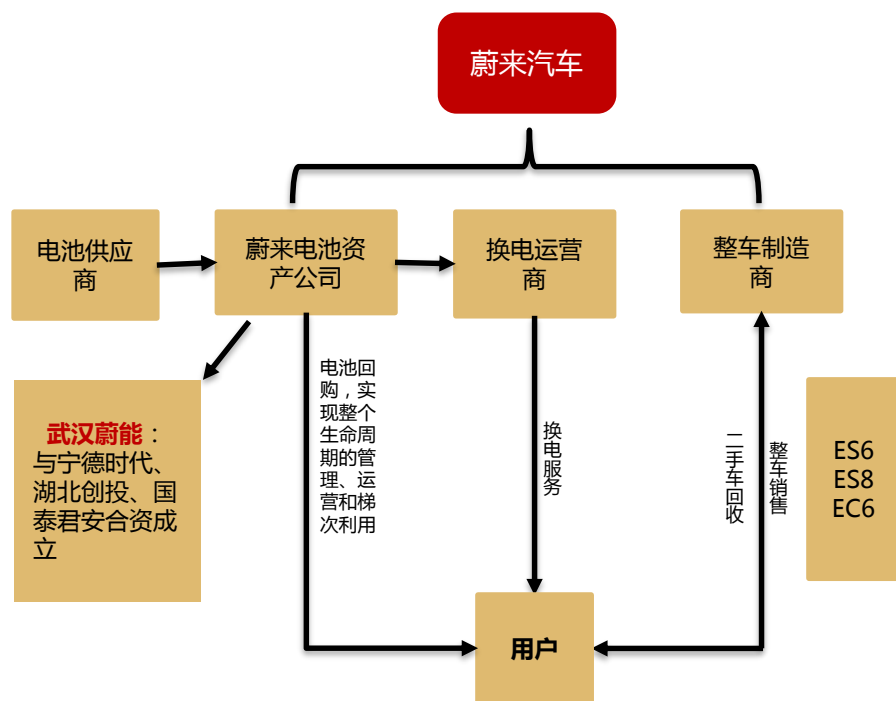 蔚来汽车
电池供应
商
蔚来电池资
产公司
换电运营
商
整车制造
商
武汉蔚能：
与宁德时代、
湖北创投、国
泰君安合资成
立
电池回
购，实
现整个
生命周
期的管
理、运
营和梯
次利用
换电服务
二手车回收
整车销售
ES6
ES8
EC6
用户